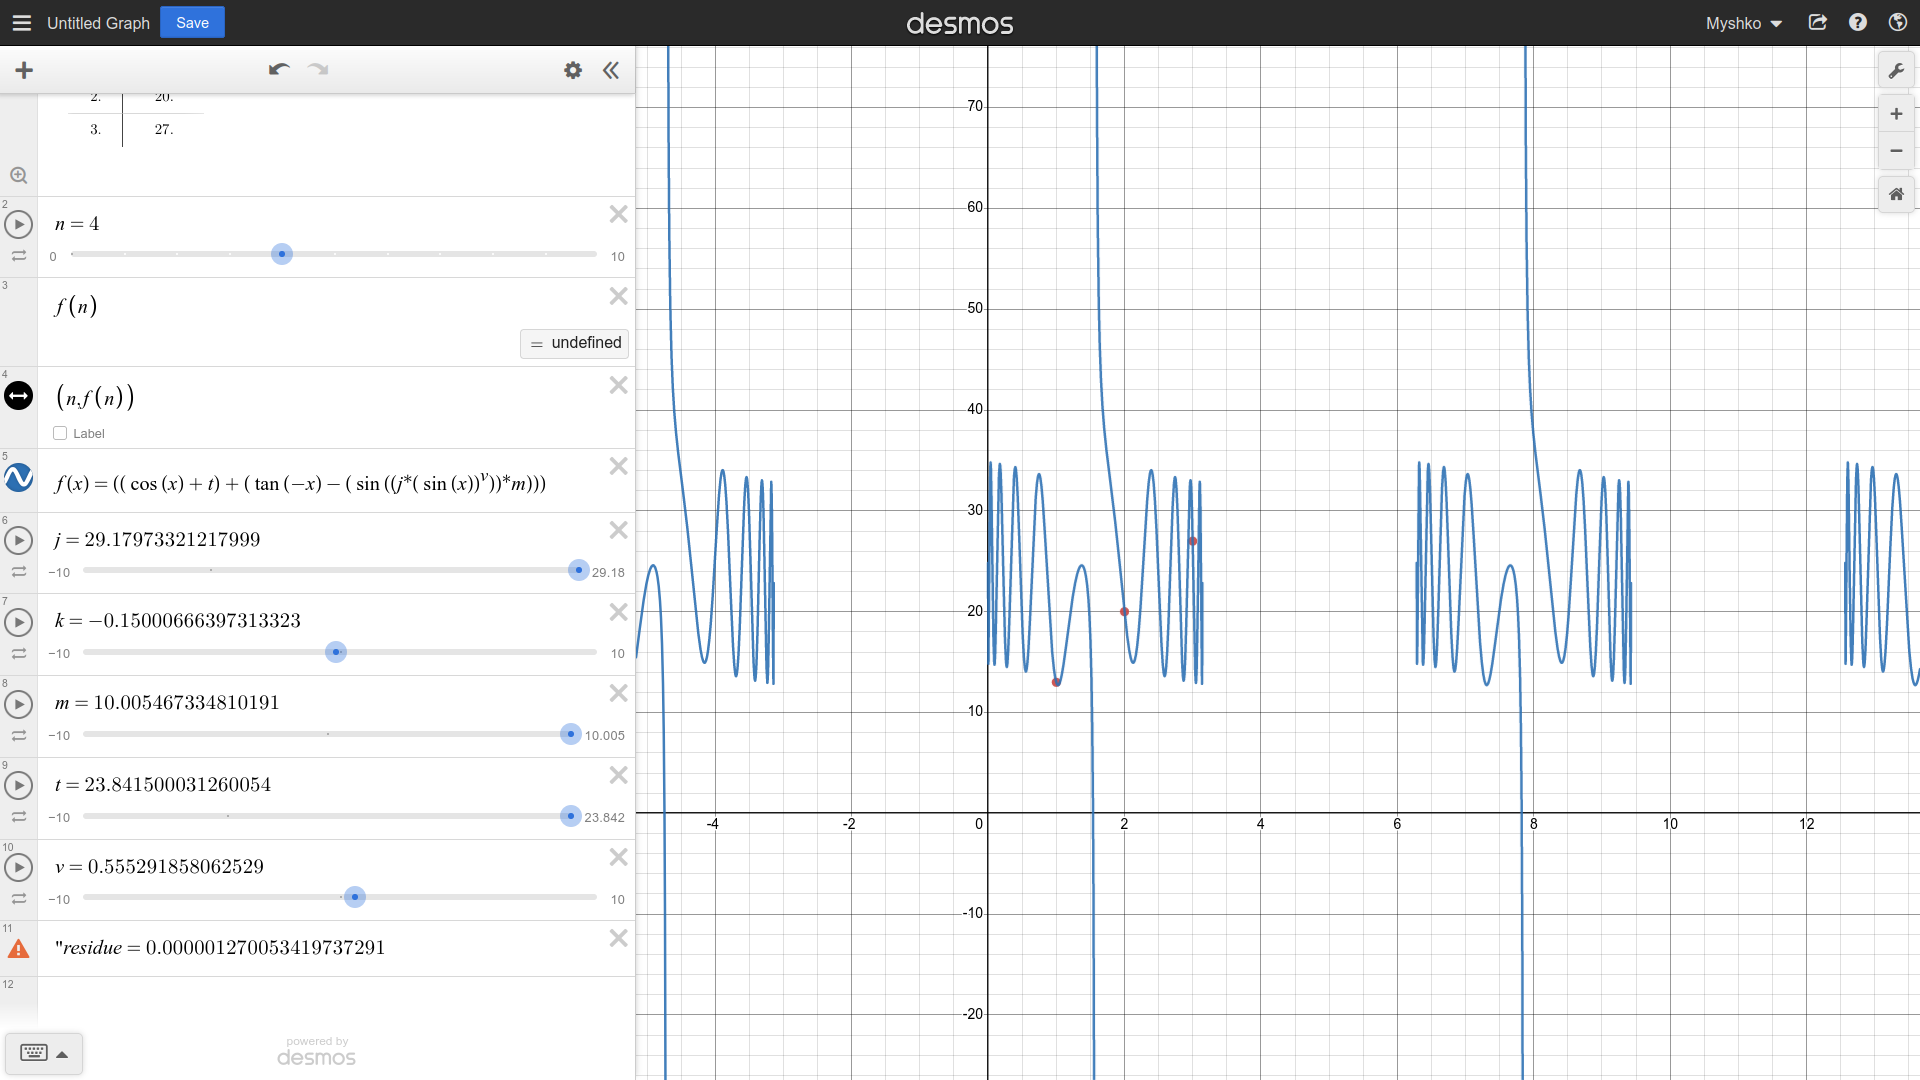 Untitled Graph Save desmos Myshko
2. 20.
3. 27.
2
n = 4
0 10
3
f(n)
= undefined
4
(n,f(n))
Label
5
f(x) = ((cos(x) + t) + (tan(−x) − (sin((j*(sin(x))^v))*m)))
6
j = 29.17973321217999
−10 29.18
7
k = −0.15000666397313323
−10 10
8
m = 10.005467334810191
−10 10.005
9
t = 23.841500031260054
−10 23.842
10
v = 0.555291858062529
−10 10
11
"residue = 0.000001270053419737291
12
powered by
desmos
70
60
50
40
30
20
10
-4 -2 0 2 4 6 8 10 12
-10
-20